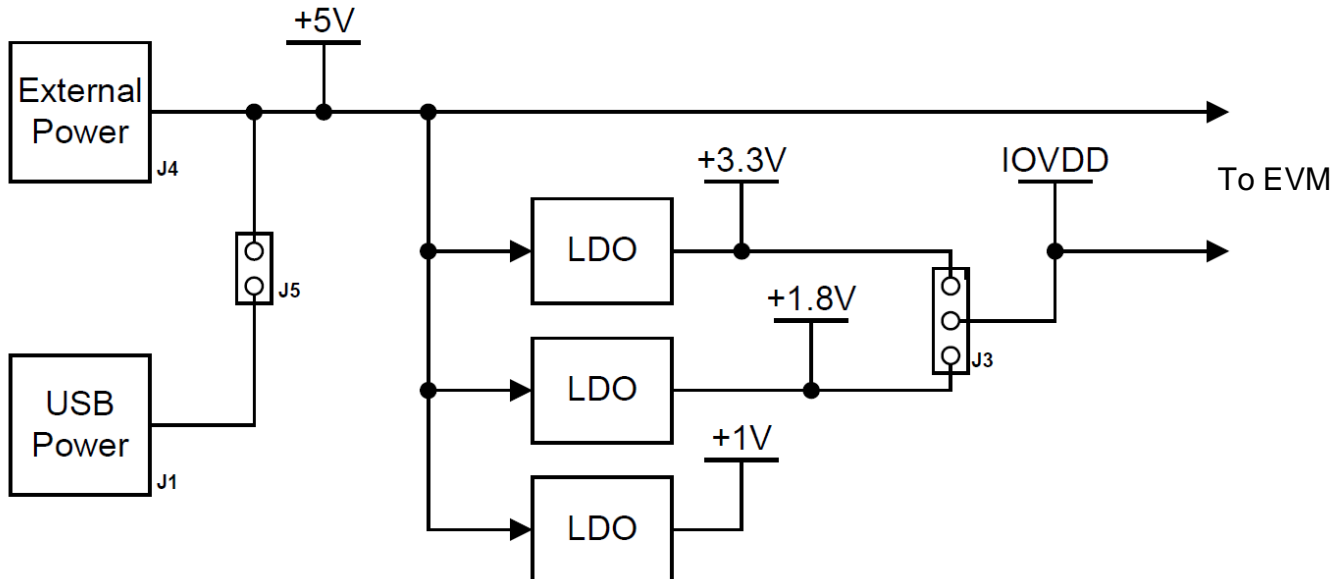 +5V
External
Power
J4
+3.3V
IOVDD
To EVM
LDO
J5
+1.8V
J3
USB
Power
J1
LDO
+1V
LDO